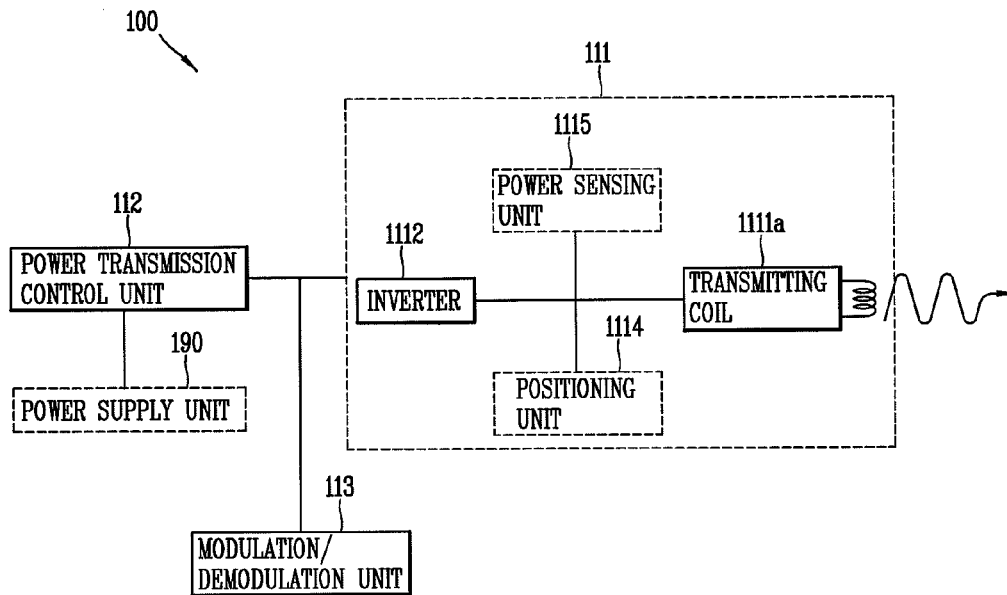 100
111
1115
POWER SENSING
UNIT
112
1112
1111a
POWER TRANSMISSION
CONTROL UNIT
INVERTER
TRANSMITTING
COIL
190
1114
POWER SUPPLY UNIT
POSITIONING
UNIT
113
MODULATION/
DEMODULATION UNIT